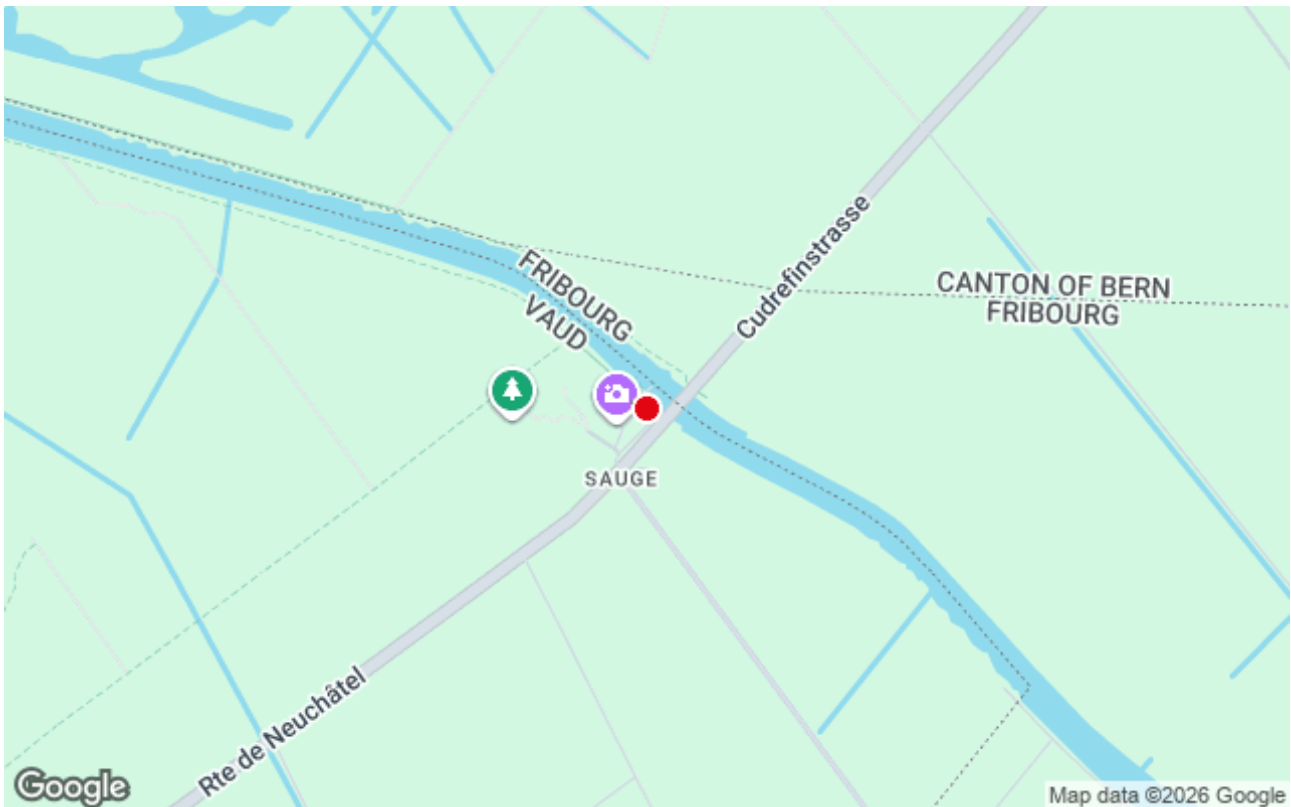 Cudrefinstrasse
FRIBOURG
VAUD
CANTON OF BERN
FRIBOURG
SAUGE
Rte de Neuchâtel
Google
Map data ©2026 Google